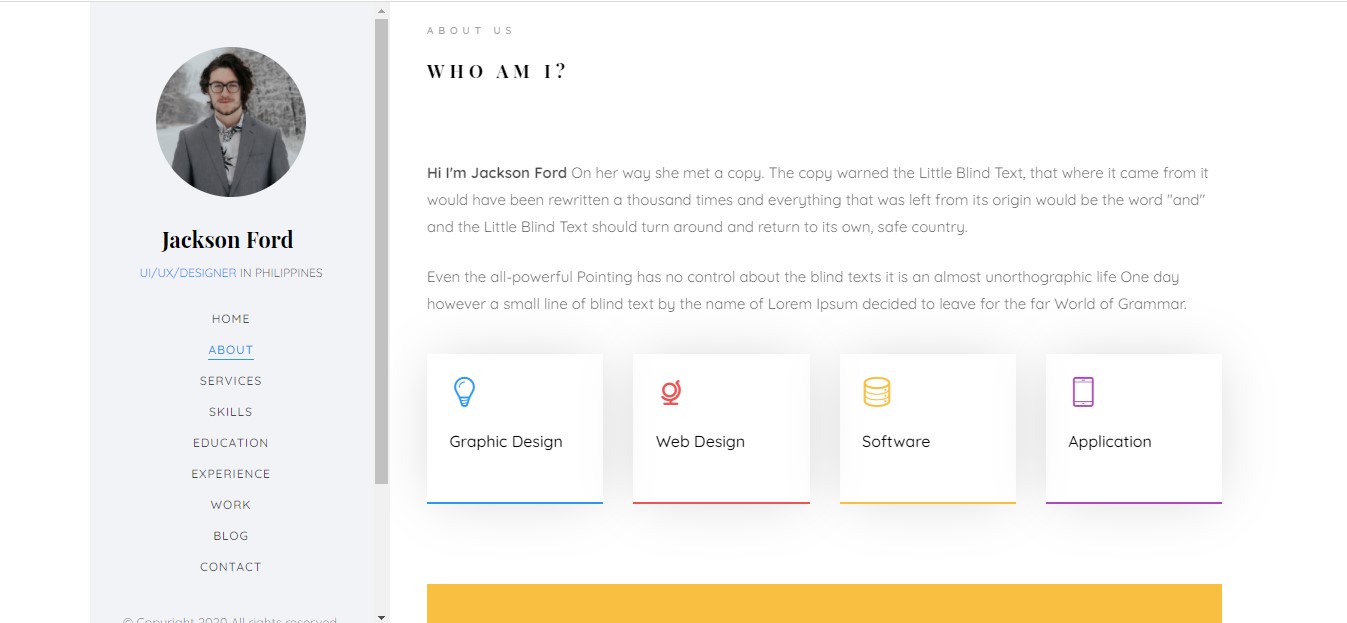 Jackson Ford
UI/UX/DESIGNER IN PHILIPPINES
HOME
ABOUT
SERVICES
SKILLS
EDUCATION
EXPERIENCE
WORK
BLOG
CONTACT
© Copyright 2020 All rights reserved
ABOUT US
WHO AM I?
Hi I'm Jackson Ford On her way she met a copy. The copy warned the Little Blind Text, that where it came from it
would have been rewritten a thousand times and everything that was left from its origin would be the word "and"
and the Little Blind Text should turn around and return to its own, safe country.
Even the all-powerful Pointing has no control about the blind texts it is an almost unorthographic life One day
however a small line of blind text by the name of Lorem Ipsum decided to leave for the far World of Grammar.
Graphic Design
Web Design
Software
Application